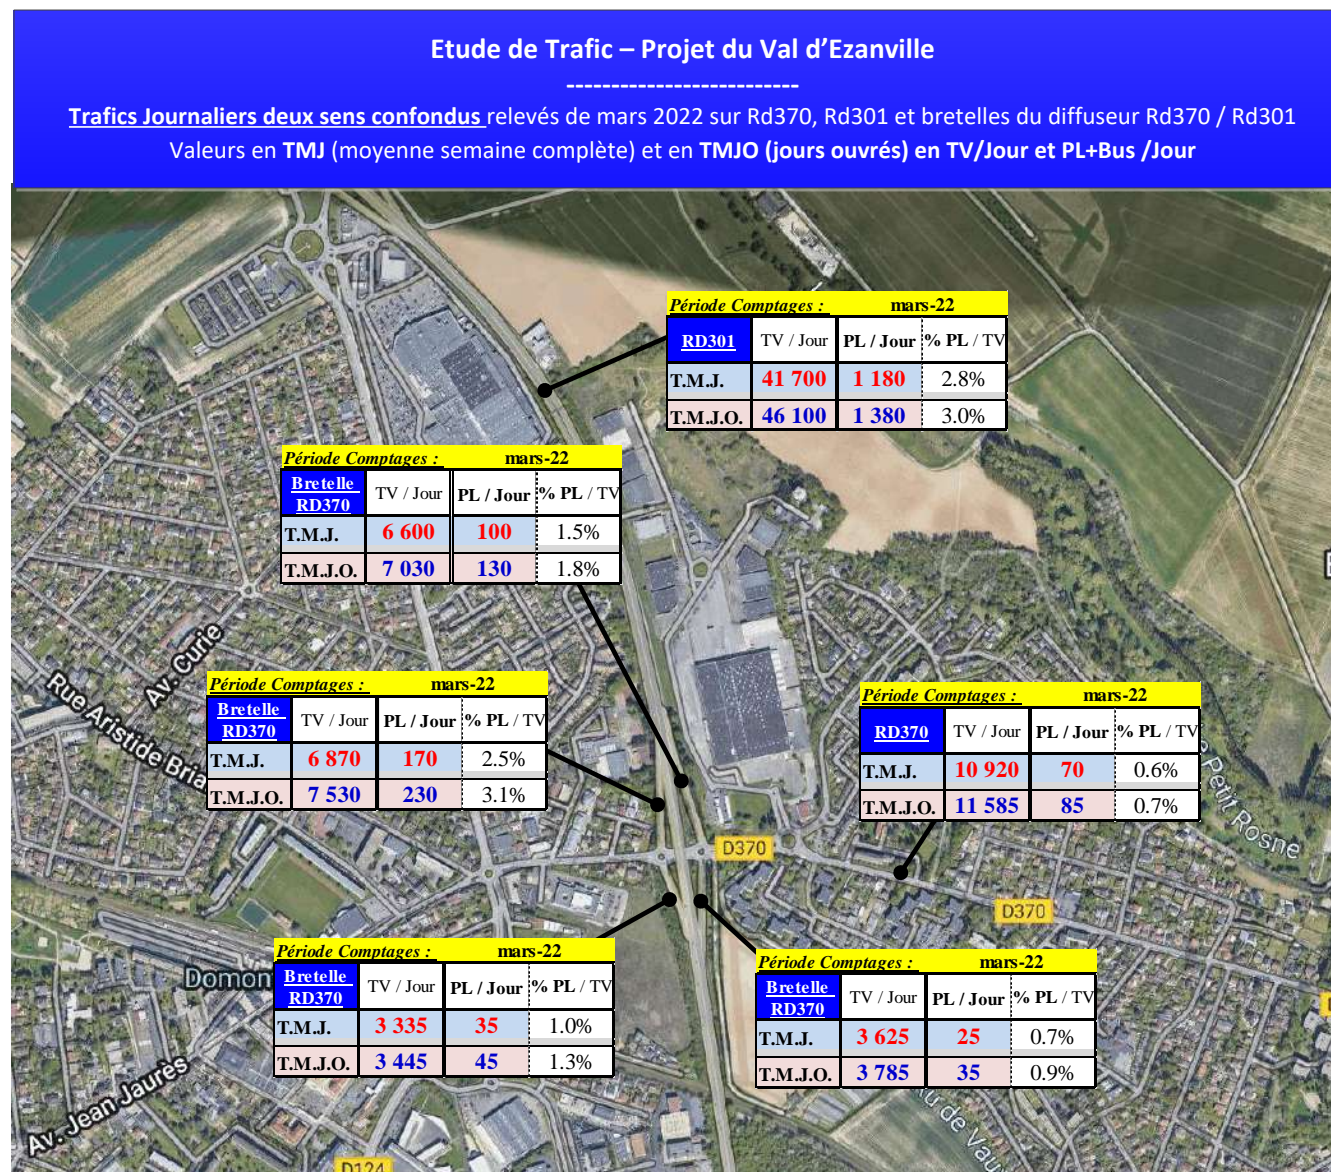 Etude de Trafic – Projet du Val d'Ezanville
--------------------------
Trafics Journaliers deux sens confondus relevés de mars 2022 sur Rd370, Rd301 et bretelles du diffuseur Rd370 / Rd301
Valeurs en TMJ (moyenne semaine complète) et en TMJO (jours ouvrés) en TV/Jour et PL+Bus /Jour
Période Comptages : mars-22
RD301 TV / Jour PL / Jour % PL / TV
T.M.J. 41 700 1 180 2.8%
T.M.J.O. 46 100 1 380 3.0%
Période Comptages : mars-22
Bretelle RD370 TV / Jour PL / Jour % PL / TV
T.M.J. 6 600 100 1.5%
T.M.J.O. 7 030 130 1.8%
Av. Curie
Rue Aristide Bria
Période Comptages : mars-22
Bretelle RD370 TV / Jour PL / Jour % PL / TV
T.M.J. 6 870 170 2.5%
T.M.J.O. 7 530 230 3.1%
Période Comptages : mars-22
RD370 TV / Jour PL / Jour % PL / TV
T.M.J. 10 920 70 0.6%
T.M.J.O. 11 585 85 0.7%
Petit Rosne
D370
D370
Domon
Période Comptages : mars-22
Bretelle RD370 TV / Jour PL / Jour % PL / TV
T.M.J. 3 335 35 1.0%
T.M.J.O. 3 445 45 1.3%
Période Comptages : mars-22
Bretelle RD370 TV / Jour PL / Jour % PL / TV
T.M.J. 3 625 25 0.7%
T.M.J.O. 3 785 35 0.9%
Av. Jean Jaurès
de Vau
D124